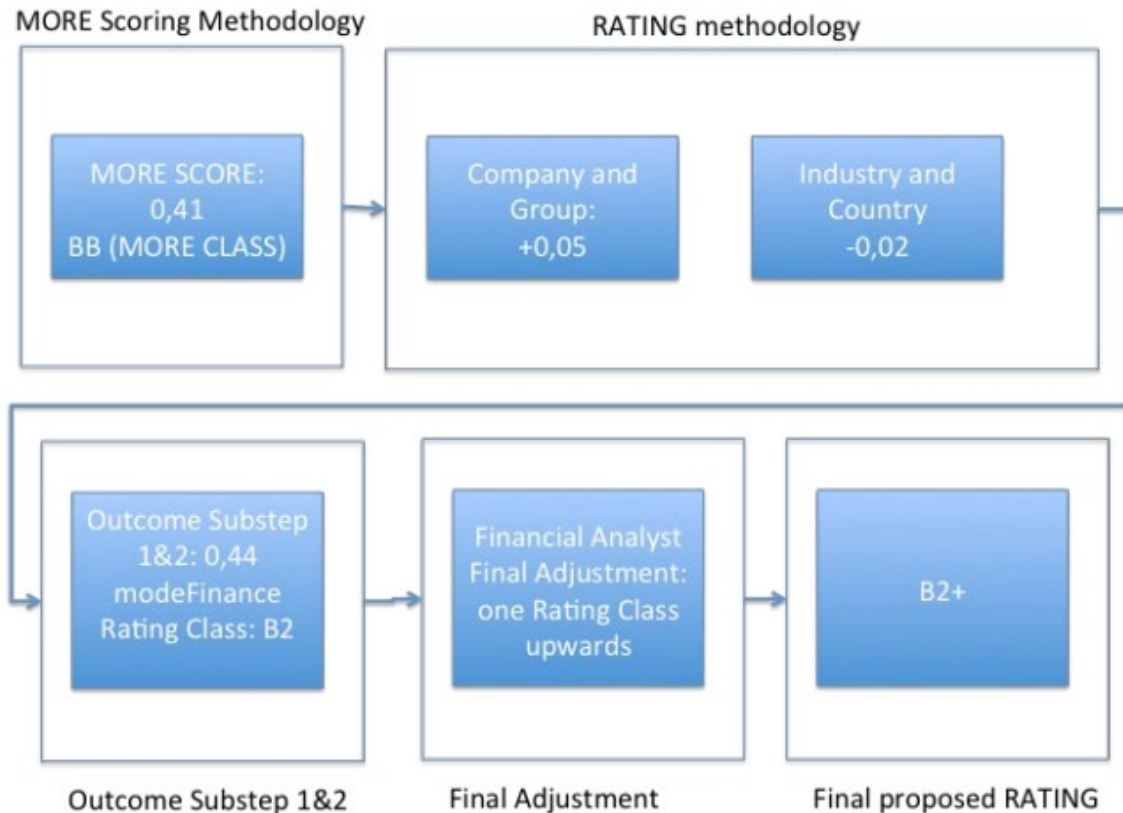 MORE Scoring Methodology
RATING methodology
MORE SCORE:
0,41
BB (MORE CLASS)
Company and
Group:
+0,05
Industry and
Country
-0,02
Outcome Substep
1&2: 0,44
modeFinance
Rating Class: B2
Financial Analyst
Final Adjustment:
one Rating Class
upwards
B2+
Outcome Substep 1&2
Final Adjustment
Final proposed RATING